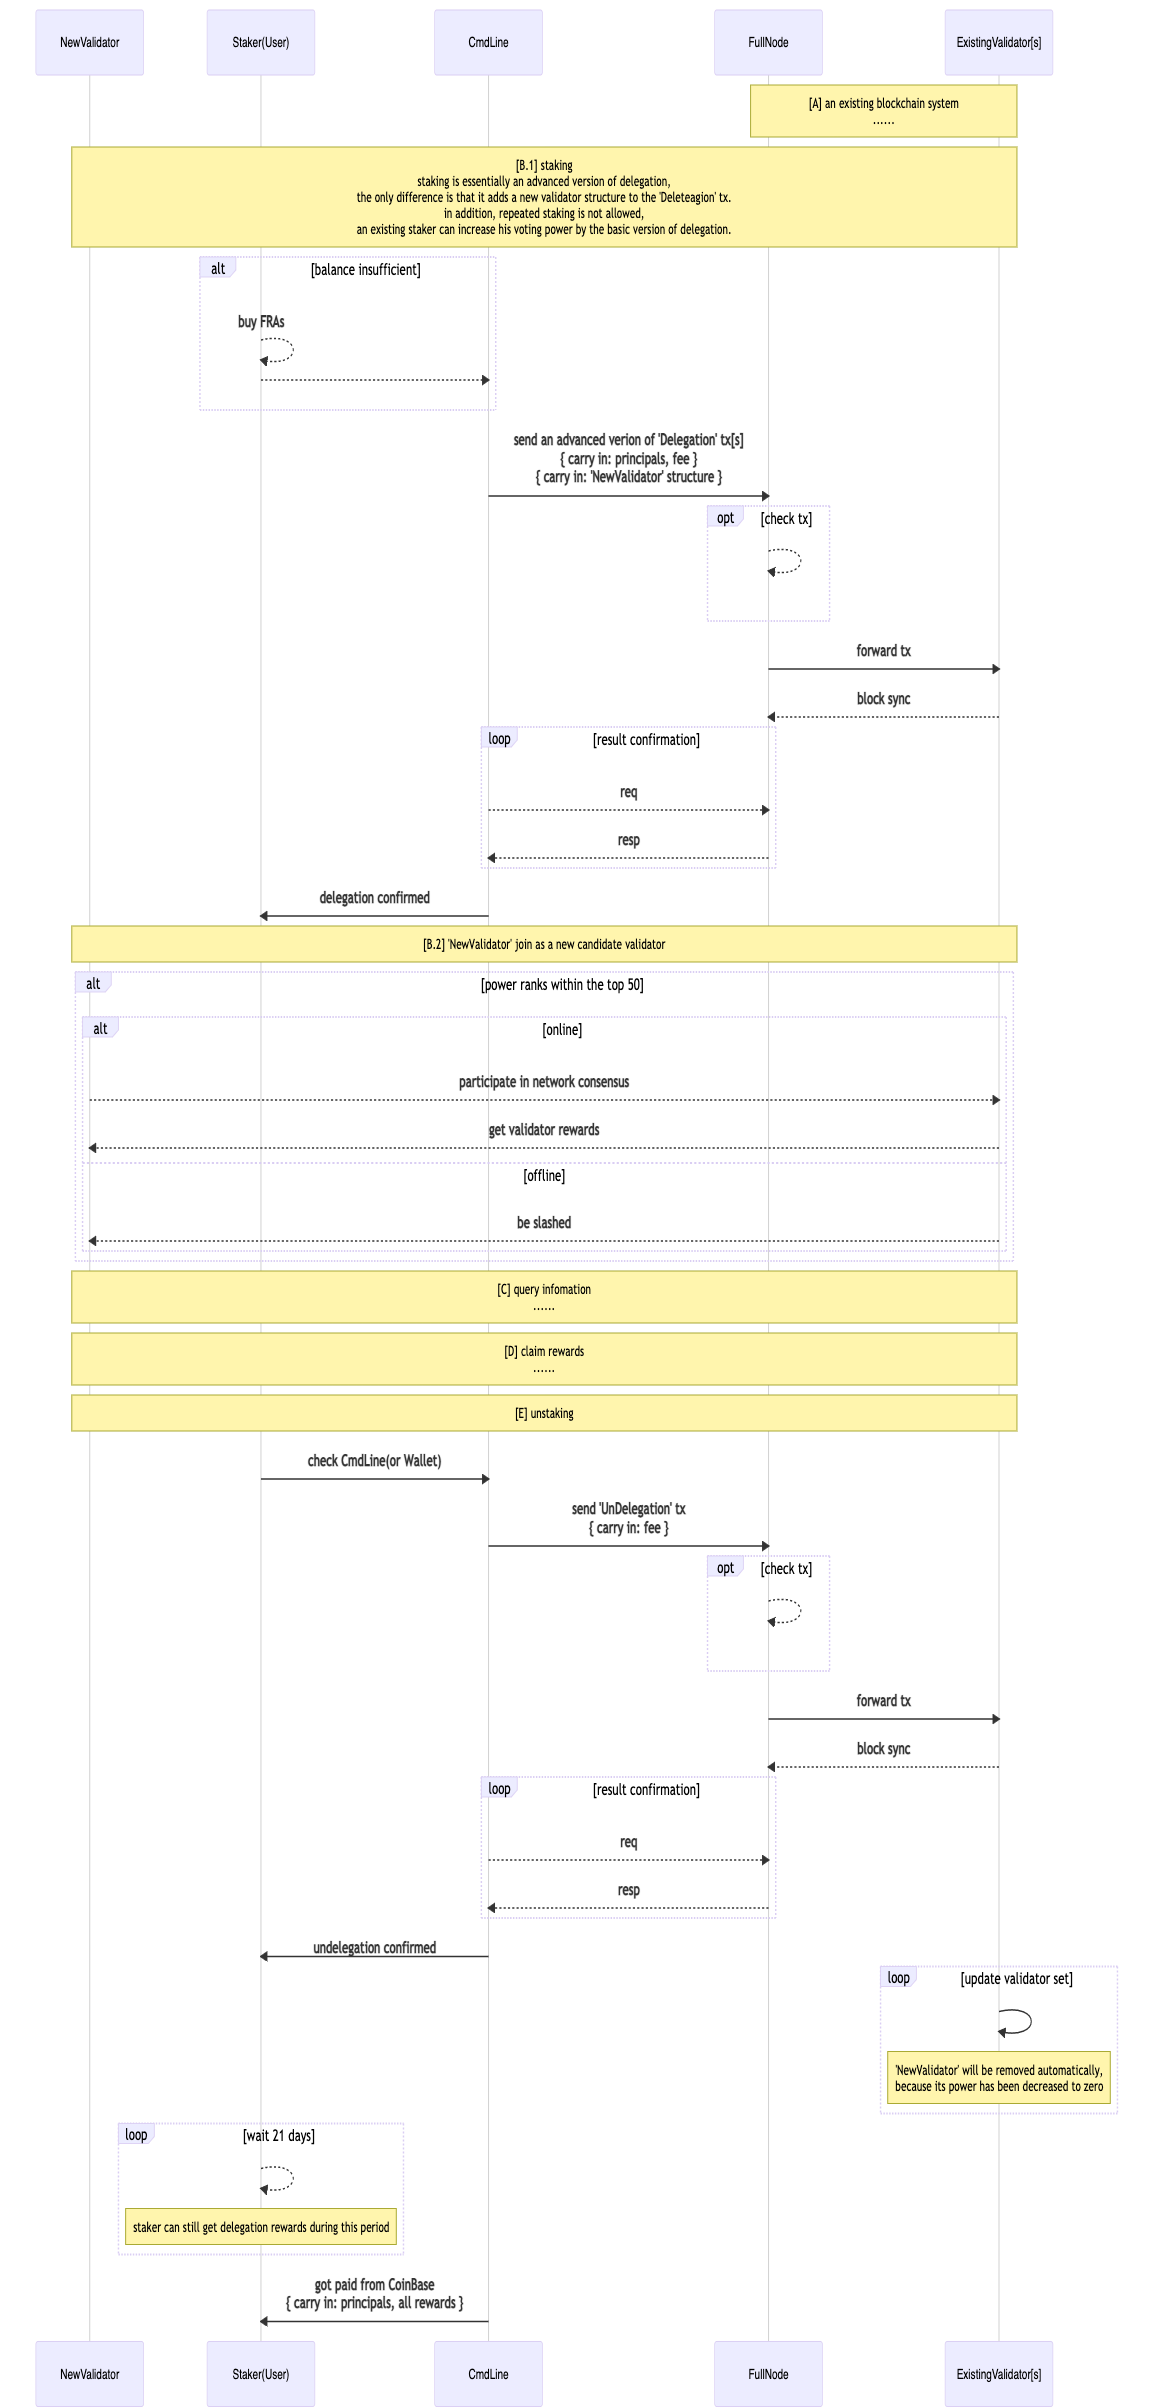 NewValidator
Staker(User)
CmdLine
FullNode
ExistingValidator[s]
[A] an existing blockchain system
......
[B.1] staking
staking is essentially an advanced version of delegation,
the only difference is that it adds a new validator structure to the 'Deleteagion' tx.
in addition, repeated staking is not allowed,
an existing staker can increase his voting power by the basic version of delegation.
alt
[balance insufficient]
buy FRAs
send an advanced verion of 'Delegation' tx[s]
{ carry in: principals, fee }
{ carry in: 'NewValidator' structure }
opt
[check tx]
forward tx
block sync
loop
[result confirmation]
req
resp
delegation confirmed
[B.2] 'NewValidator' join as a new candidate validator
alt
[power ranks within the top 50]
alt
[online]
participate in network consensus
get validator rewards
[offline]
be slashed
[C] query infomation
......
[D] claim rewards
......
[E] unstaking
check CmdLine(or Wallet)
send 'UnDelegation' tx
{ carry in: fee }
opt
[check tx]
forward tx
block sync
loop
[result confirmation]
req
resp
undelegation confirmed
loop
[update validator set]
'NewValidator' will be removed automatically,
because its power has been decreased to zero
loop
[wait 21 days]
staker can still get delegation rewards during this period
got paid from CoinBase
{ carry in: principals, all rewards }
NewValidator
Staker(User)
CmdLine
FullNode
ExistingValidator[s]